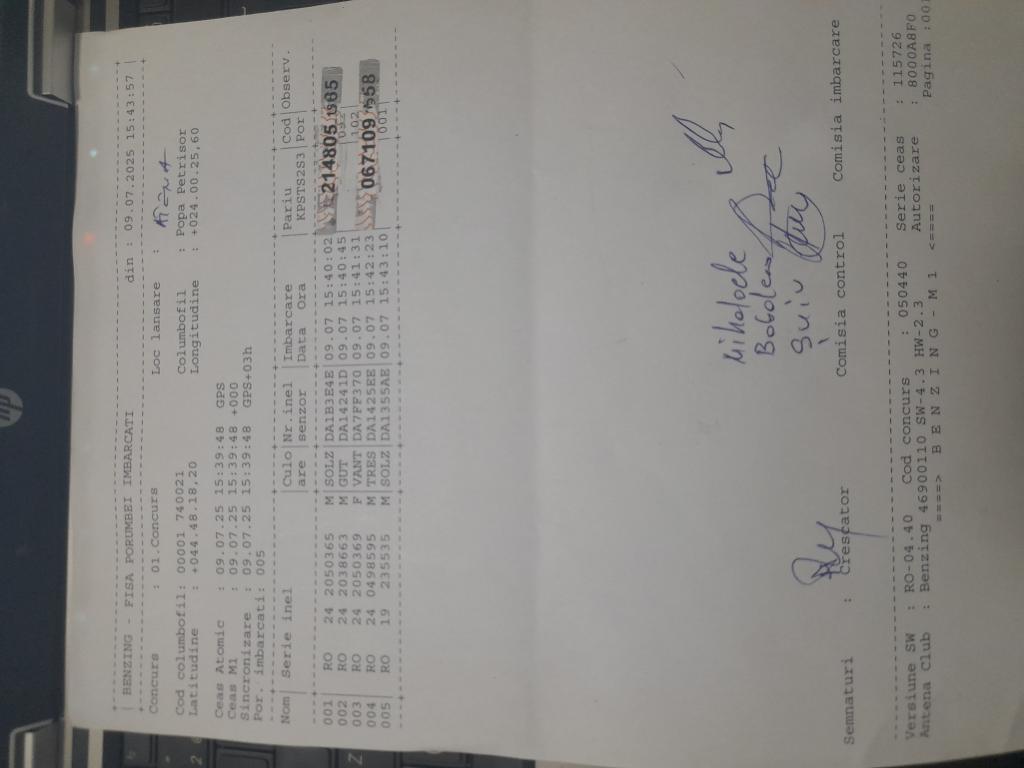 BENZING - FISA PORUMBEI IMBARCATI din : 09.07.2025 15:43:57
Concurs : 01.Concurs Loc lansare :
Cod columbofil: 00001 740021 Columbofil : Popa Petrisor
Latitudine : +044.48.18,20 Longitudine : +024.00.25,60
Ceas Atomic : 09.07.25 15:39:48 GPS
Ceas M1 : 09.07.25 15:39:48 +000
Sincronizare : 09.07.25 15:39:48 GPS+03h
Por. imbarcati: 005
Nom| Serie inel |Culo|Nr.inel |Imbarcare |Pariu |Cod|Observ.
are |senzor |Data Ora |KPSTS2S3|Por|
001| RO 24 2050365 M SOLZ DA1B3E4E 09.07 15:40:02
214805 905
002| RO 24 2038663 M GUT DA14241D 09.07 15:40:45
003| RO 24 2050369 F VANT DA7FF370 09.07 15:41:31 102
067109 958
004| RO 24 0498595 M TRES DA1425EE 09.07 15:42:23
005| RO 19 235535 M SOLZ DA1355AE 09.07 15:43:10 001
Miholode
Semnaturi : Crescator Comisia control Comisia imbarcare
Versiune SW : RO-04.40 Cod concurs : 050440 Serie ceas : 115726
Antena club : Benzing 46900110 SW-4.3 HW-2.3 Autorizare : 8000A8F0
====> B E N Z I N G - M 1 <==== Pagina :001